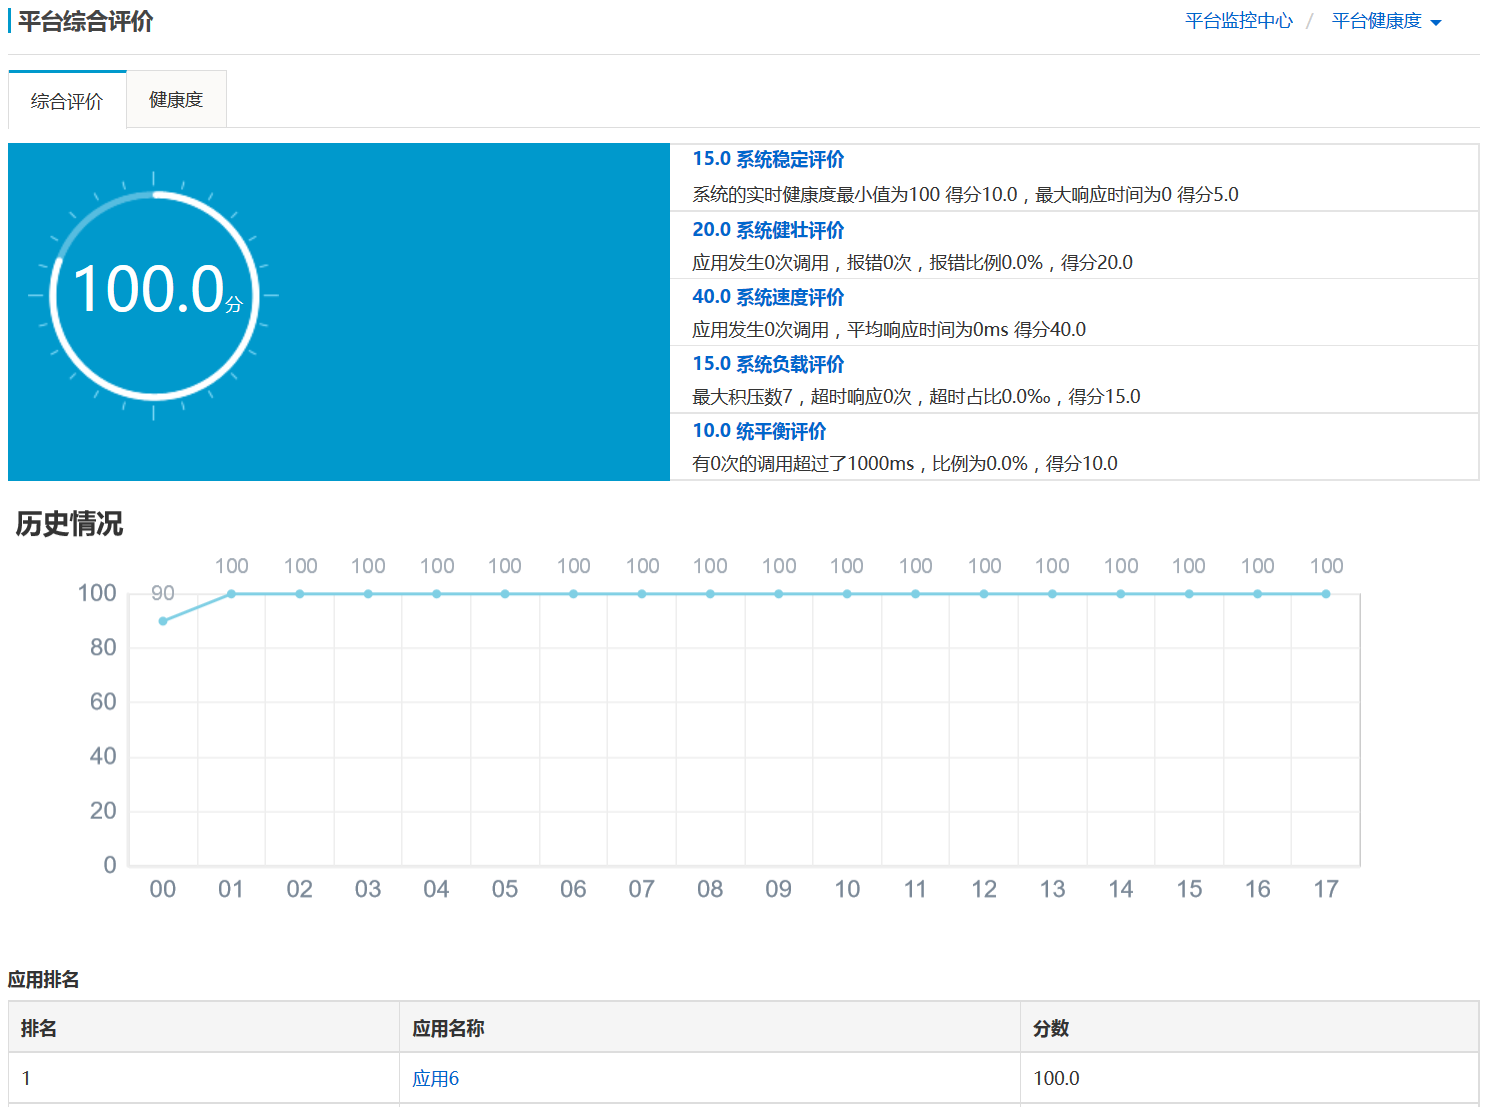 平台综合评价
平台监控中心 / 平台健康度
综合评价 健康度
100.0分
15.0 系统稳定评价
系统的实时健康度最小值为100 得分10.0，最大响应时间为0 得分5.0
20.0 系统健壮评价
应用发生0次调用，报错0次，报错比例0.0%，得分20.0
40.0 系统速度评价
应用发生0次调用，平均响应时间为0ms 得分40.0
15.0 系统负载评价
最大积压数7，超时响应0次，超时占比0.0‰，得分15.0
10.0 统平衡评价
有0次的调用超过了1000ms，比例为0.0%，得分10.0
历史情况
90 100 100 100 100 100 100 100 100 100 100 100 100 100 100 100 100 100
100
80
60
40
20
0
00 01 02 03 04 05 06 07 08 09 10 11 12 13 14 15 16 17
应用排名
排名 应用名称 分数
1 应用6 100.0